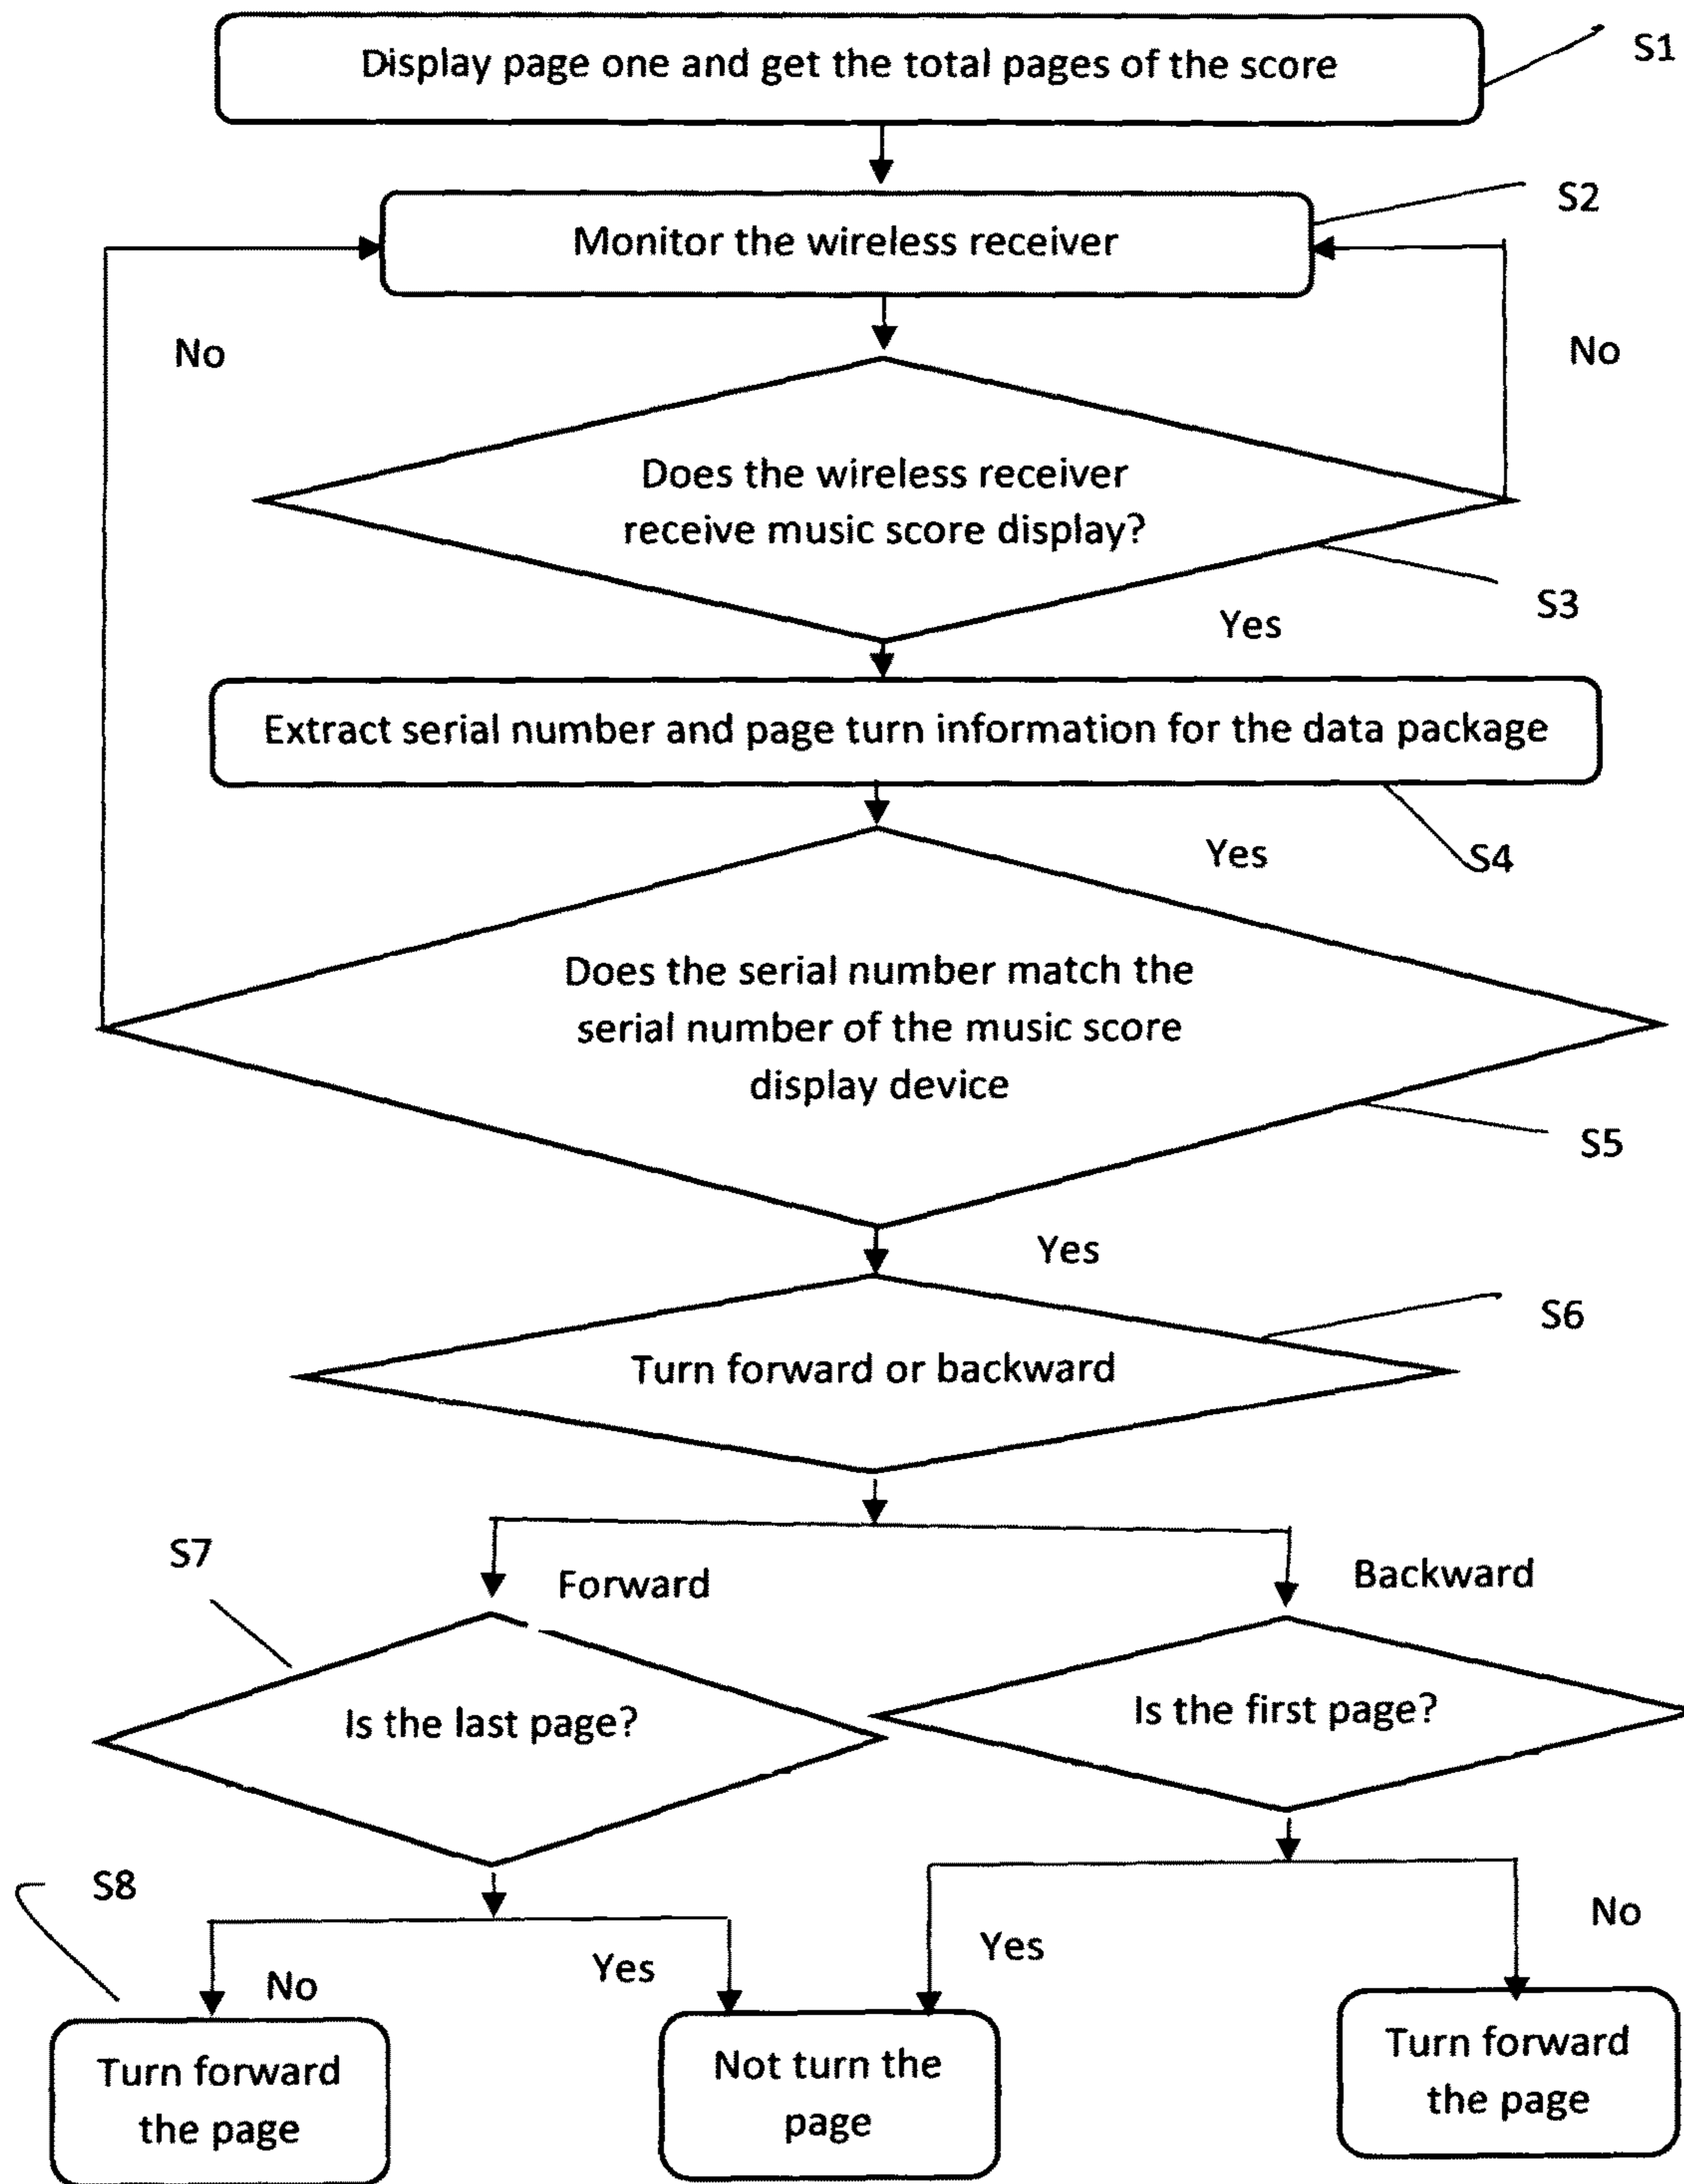 Display page one and get the total pages of the score
S1
S2
Monitor the wireless receiver
No
No
Does the wireless receiver
receive music score display?
S3
Yes
Extract serial number and page turn information for the data package
Yes
S4
Does the serial number match the
serial number of the music score
display device
S5
Yes
S6
Turn forward or backward
S7
Forward
Backward
Is the last page?
Is the first page?
S8
No
Yes
Yes
No
Turn forward
the page
Not turn the
page
Turn forward
the page